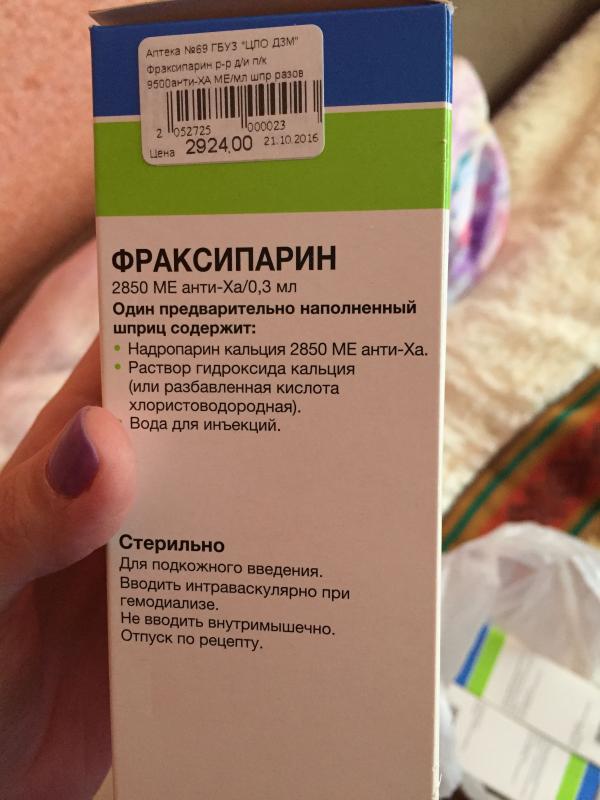 Аптека №69 ГБУЗ "ЦЛО ДЗМ"
Фраксипарин р-р д/и п/к
9500анти-ХА МЕ/мл шпр разов
2 052725 000023
Цена 2924,00 21.10.2016
ФРАКСИПАРИН
2850 МЕ анти-Ха/0,3 мл
Один предварительно наполненный
шприц содержит:
• Надропарин кальция 2850 МЕ анти-Ха.
• Раствор гидроксида кальция
(или разбавленная кислота
хлористоводородная).
Вода для инъекций.
Стерильно
Для подкожного введения.
Вводить интраваскулярно при
гемодиализе.
Не вводить внутримышечно.
Отпуск по рецепту.